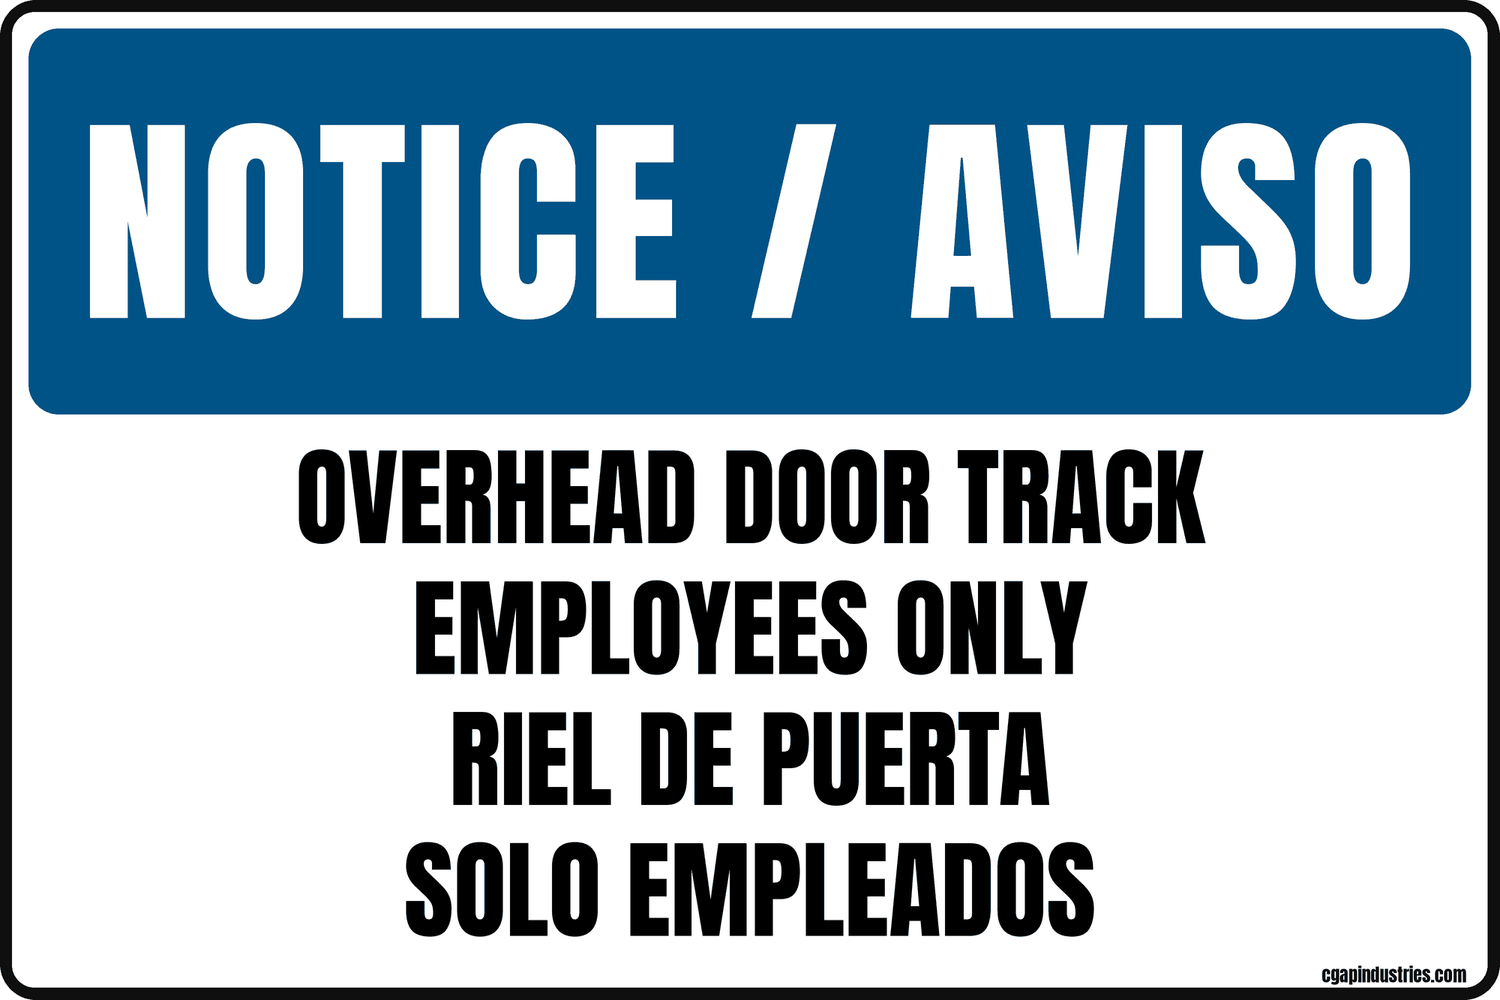 NOTICE / AVISO
OVERHEAD DOOR TRACK
EMPLOYEES ONLY
RIEL DE PUERTA
SOLO EMPLEADOS
cgapindustries.com